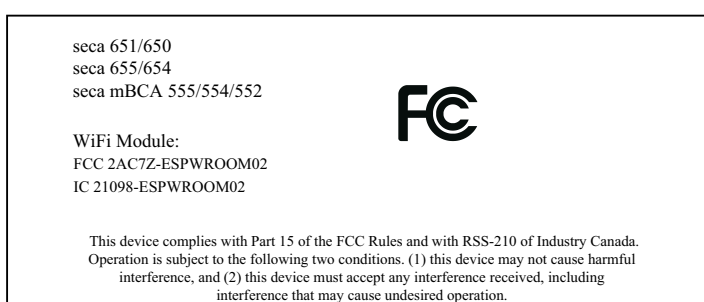 seca 651/650
seca 655/654
seca mBCA 555/554/552
FC
WiFi Module:
FCC 2AC7Z-ESPWROOM02
IC 21098-ESPWROOM02
This device complies with Part 15 of the FCC Rules and with RSS-210 of Industry Canada.
Operation is subject to the following two conditions. (1) this device may not cause harmful
interference, and (2) this device must accept any interference received, including
interference that may cause undesired operation.